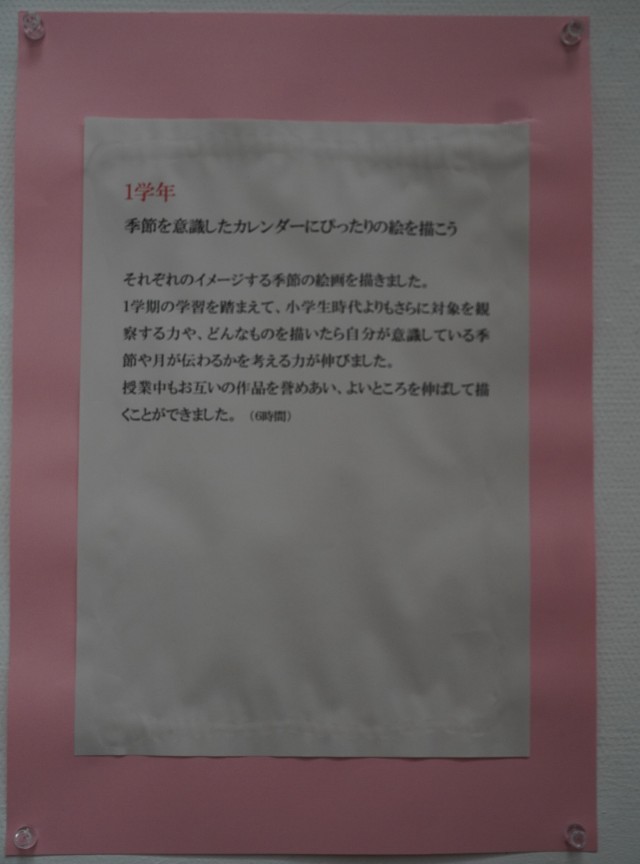 1学年
季節を意識したカレンダーにぴったりの絵を描こう
それぞれのイメージする季節の絵画を描きました。
1学期の学習を踏まえて、小学生時代よりもさらに対象を観
察する力や、どんなものを描いたら自分が意識している季
節や月が伝わるかを考える力が伸びました。
授業中もお互いの作品を誉めあい、よいところを伸ばして描
くことができました。（6時間）